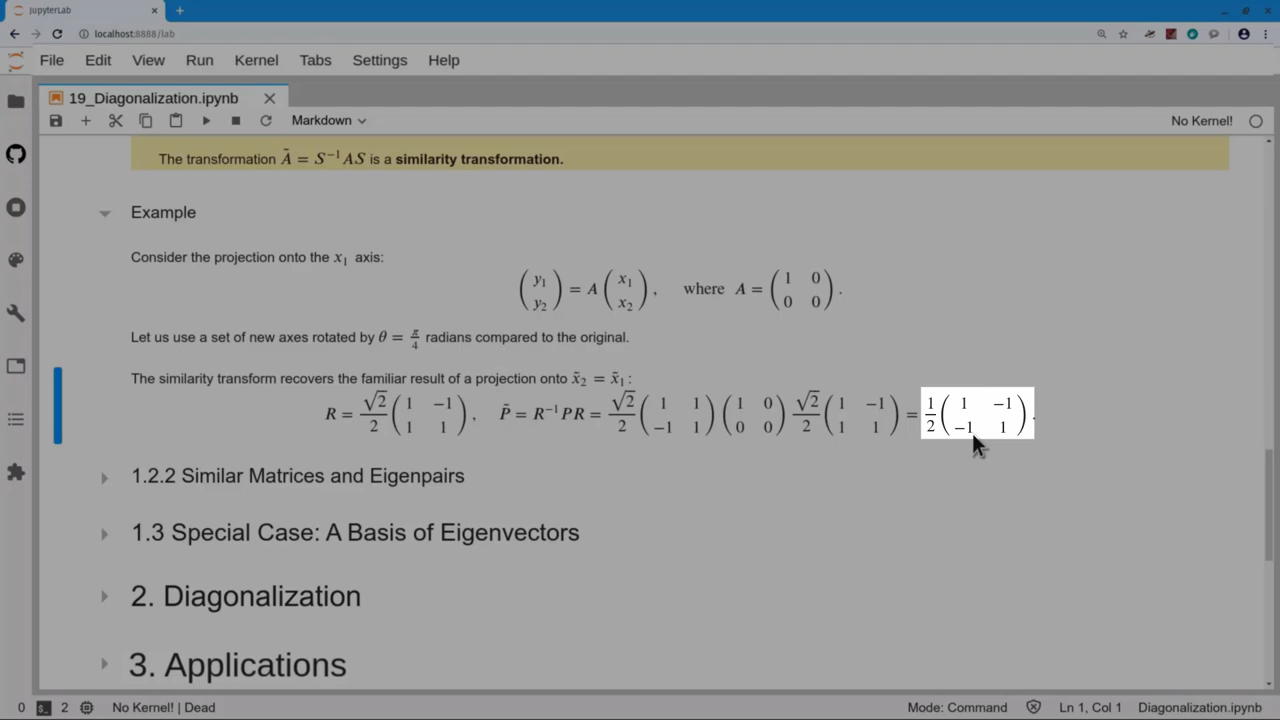 JupyterLab
localhost:8888/lab
File Edit View Run Kernel Tabs Settings Help
19_Diagonalization.ipynb
Markdown No Kernel!
The transformation Ã = S⁻¹AS is a similarity transformation.
Example
Consider the projection onto the x₁ axis:
(y₁ y₂) = A (x₁ x₂), where A = (1 0 0 0).
Let us use a set of new axes rotated by θ = π/4 radians compared to the original.
The similarity transform recovers the familiar result of a projection onto x̃₂ = x̃₁:
R = √2/2 (1 −1 1 1), P̃ = R⁻¹PR = √2/2 (1 1 −1 1) (1 0 0 0) √2/2 (1 −1 1 1) = 1/2 (1 −1 −1 1).
1.2.2 Similar Matrices and Eigenpairs
1.3 Special Case: A Basis of Eigenvectors
2. Diagonalization
3. Applications
0 2 No Kernel! | Dead Mode: Command Ln 1, Col 1 Diagonalization.ipynb